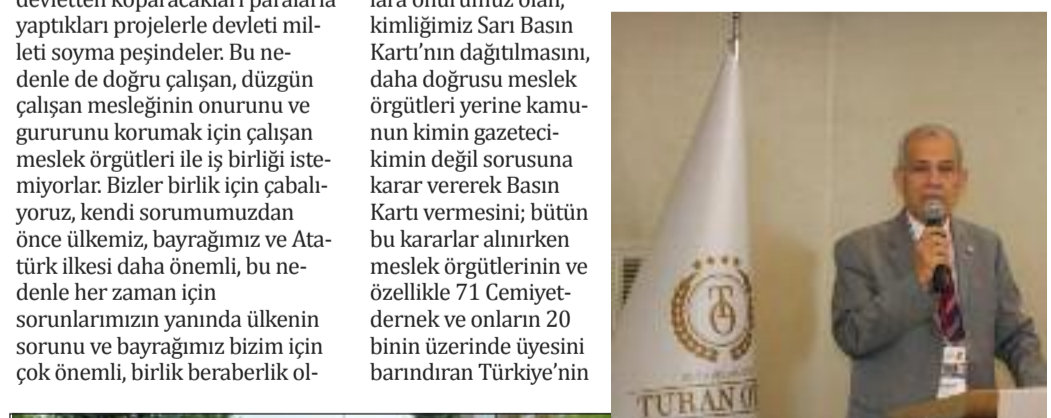 devletten koparacakları paralarla
yaptıkları projelerle devleti mil-
leti soyma peşindeler. Bu ne-
denle de doğru çalışan, düzgün
çalışan mesleğinin onurunu ve
gururunu korumak için çalışan
meslek örgütleri ile iş birliği iste-
miyorlar. Bizler birlik için çabalı-
yoruz, kendi sorumumuzdan
önce ülkemiz, bayrağımız ve Ata-
türk ilkesi daha önemli, bu ne-
denle her zaman için
sorunlarımızın yanında ülkenin
sorunu ve bayrağımız bizim için
çok önemli, birlik beraberlik ol-
lara onurumuz olan,
kimliğimiz Sarı Basın
Kartı'nın dağıtılmasını,
daha doğrusu meslek
örgütleri yerine kamu-
nun kimin gazeteci-
kimin değil sorusuna
karar vererek Basın
Kartı vermesini; bütün
bu kararlar alınırken
meslek örgütlerinin ve
özellikle 71 Cemiyet-
dernek ve onların 20
binin üzerinde üyesini
barındıran Türkiye'nin
TURAN